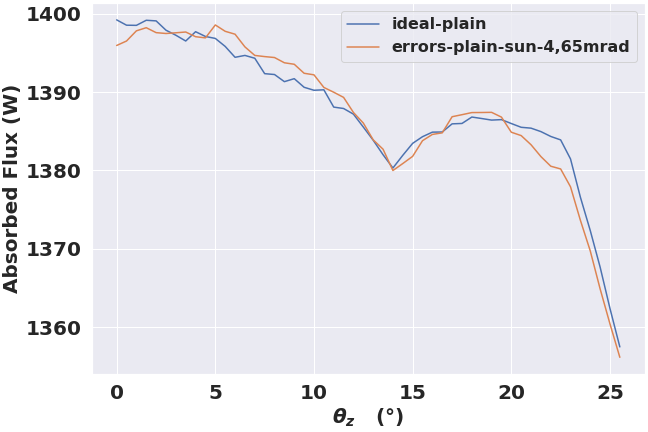 1400
1390
1380
1370
1360
Absorbed Flux (W)
ideal-plain
errors-plain-sun-4,65mrad
0 5 10 15 20 25
θz (°)